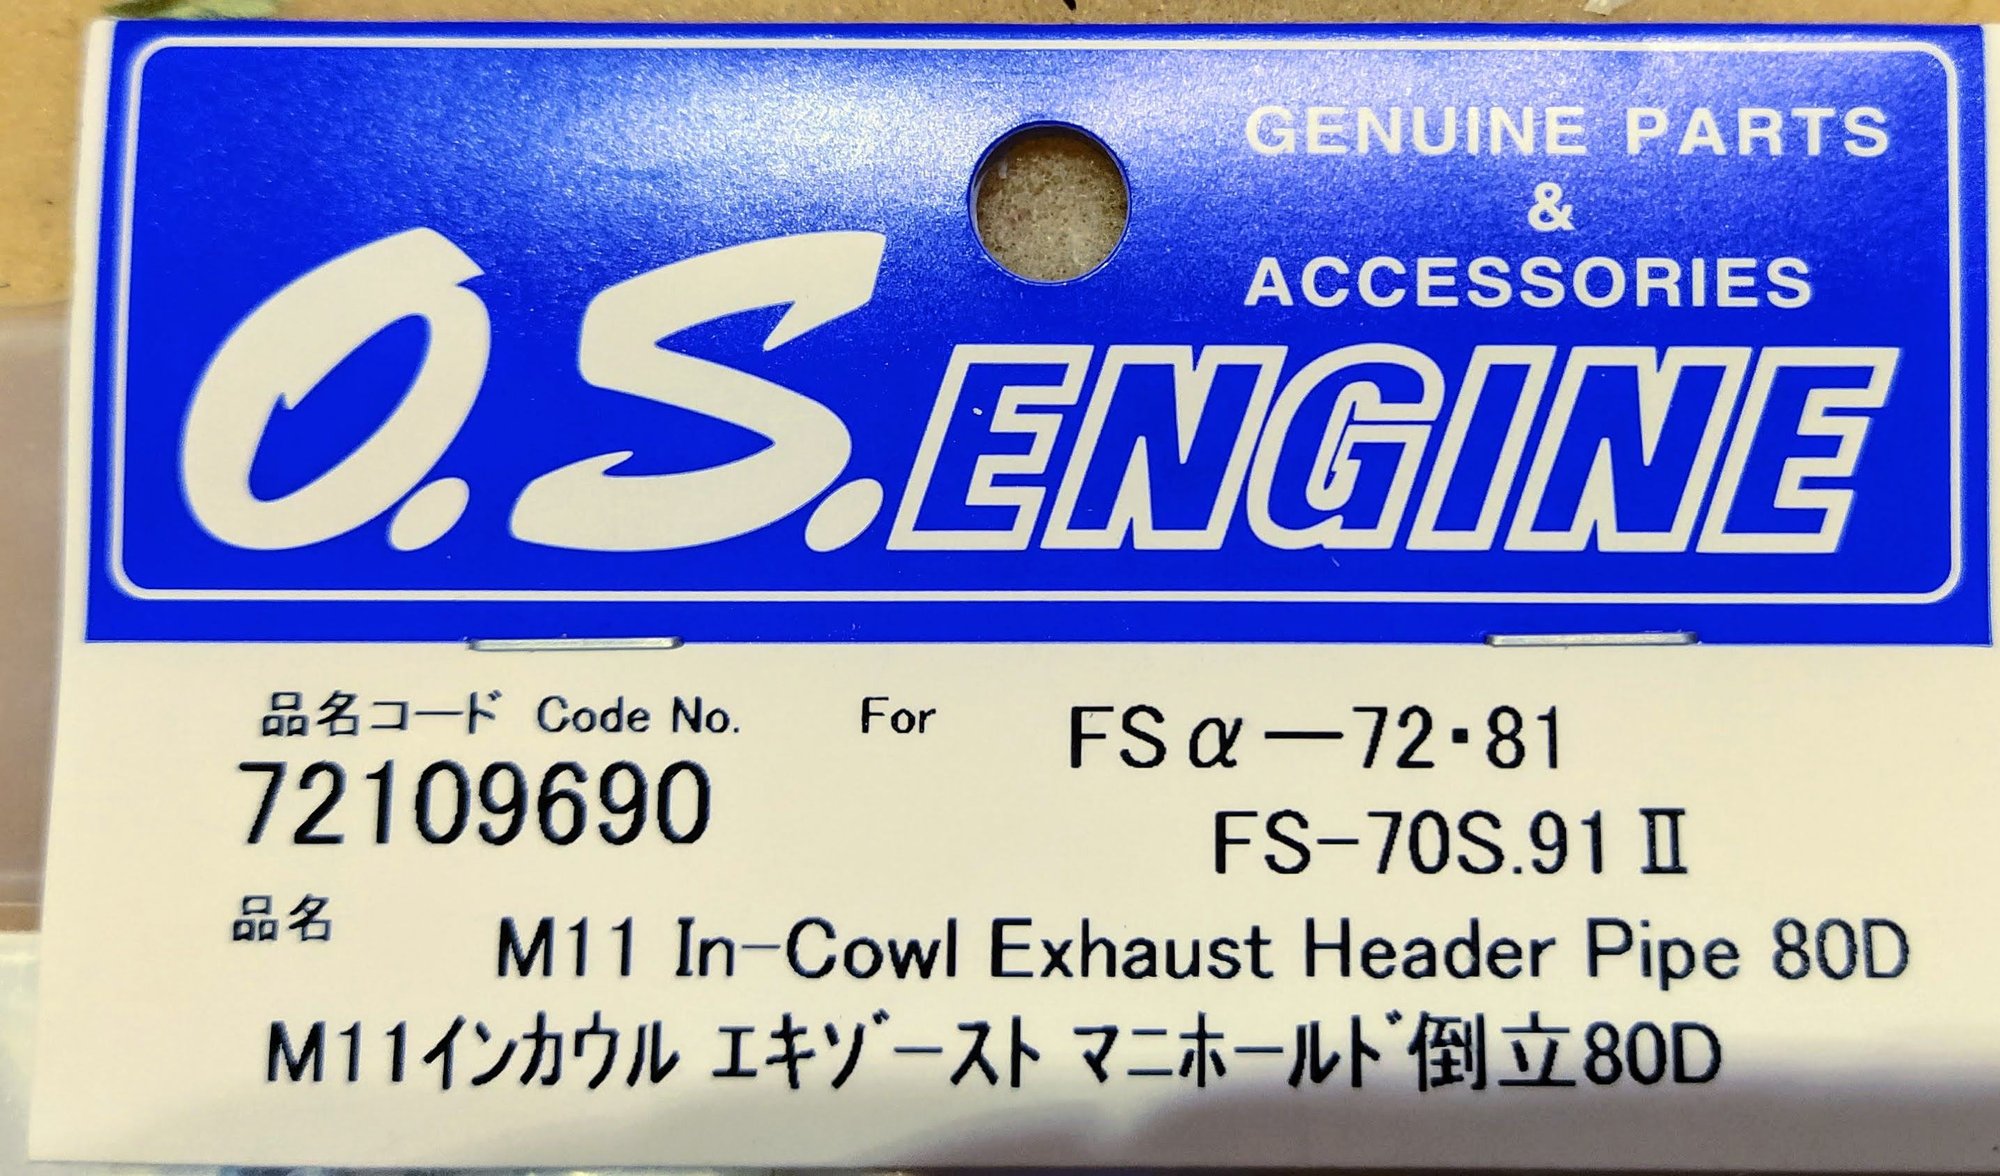 GENUINE PARTS
&
ACCESSORIES
O.S.ENGINE
品名コード Code No. For FSα—72・81
72109690
FS-70S.91Ⅱ
品名 M11 In-Cowl Exhaust Header Pipe 80D
M11インカウル エキゾースト マニホールド倒立80D